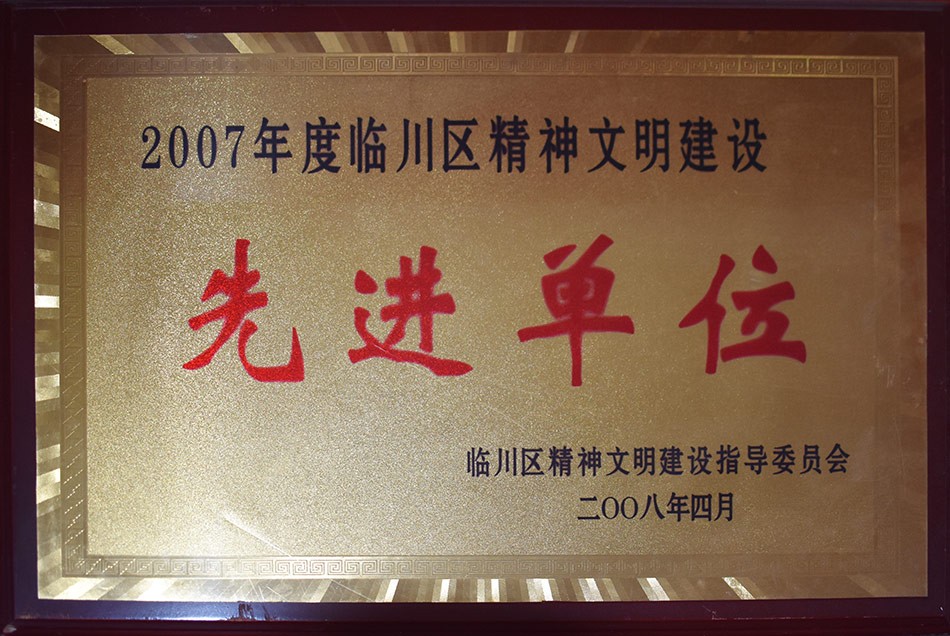 2007年度临川区精神文明建设
先进单位
临川区精神文明建设指导委员会
二OO八年四月